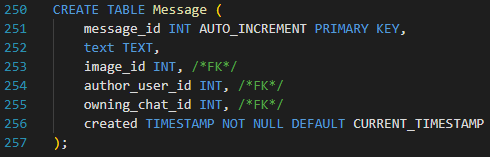 250 CREATE TABLE Message (
251     message_id INT AUTO_INCREMENT PRIMARY KEY,
252     text TEXT,
253     image_id INT, /*FK*/
254     author_user_id INT, /*FK*/
255     owning_chat_id INT, /*FK*/
256     created TIMESTAMP NOT NULL DEFAULT CURRENT_TIMESTAMP
257 );